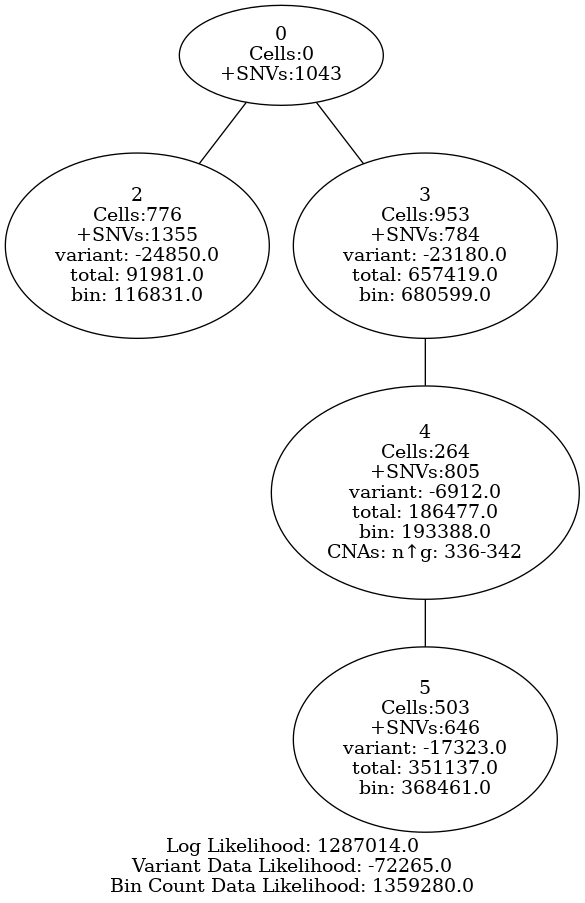 0
Cells:0
+SNVs:1043
2
Cells:776
+SNVs:1355
variant: -24850.0
total: 91981.0
bin: 116831.0
3
Cells:953
+SNVs:784
variant: -23180.0
total: 657419.0
bin: 680599.0
4
Cells:264
+SNVs:805
variant: -6912.0
total: 186477.0
bin: 193388.0
CNAs: n↑g: 336-342
5
Cells:503
+SNVs:646
variant: -17323.0
total: 351137.0
bin: 368461.0
Log Likelihood: 1287014.0
Variant Data Likelihood: -72265.0
Bin Count Data Likelihood: 1359280.0